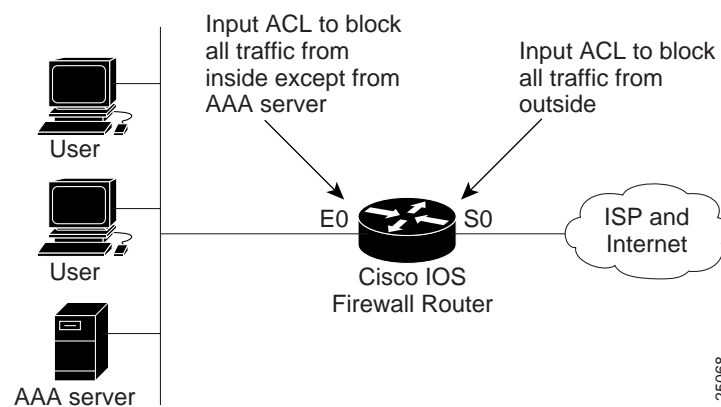 Input ACL to block
all traffic from
inside except from
AAA server
Input ACL to block
all traffic from
outside
User
User
AAA server
E0
S0
Cisco IOS
Firewall Router
ISP and
Internet
25068